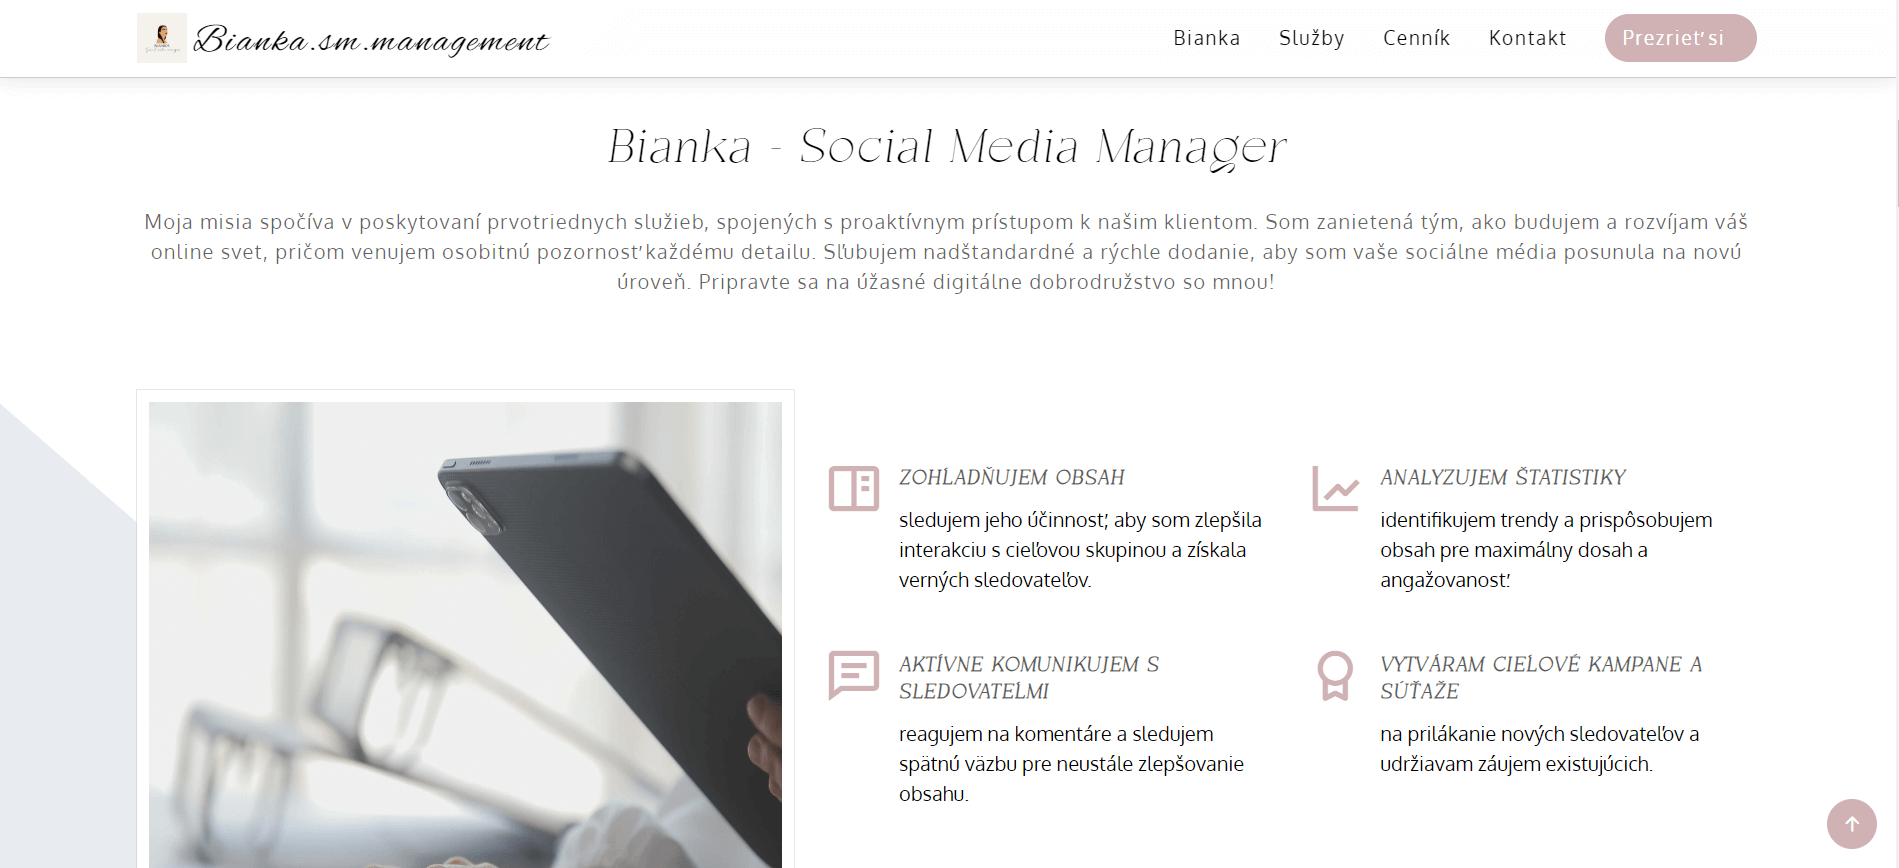 Bianka.sm.management
Bianka
Služby
Cenník
Kontakt
Prezrieť si
Bianka - Social Media Manager
Moja misia spočíva v poskytovaní prvotriednych služieb, spojených s proaktívnym prístupom k našim klientom. Som zanietená tým, ako budujem a rozvíjam váš
online svet, pričom venujem osobitnú pozornosť každému detailu. Sľubujem nadštandardné a rýchle dodanie, aby som vaše sociálne média posunula na novú
úroveň. Pripravte sa na úžasné digitálne dobrodružstvo so mnou!
ZOHĽADŇUJEM OBSAH
sledujem jeho účinnosť, aby som zlepšila
interakciu s cieľovou skupinou a získala
verných sledovateľov.
ANALYZUJEM ŠTATISTIKY
identifikujem trendy a prispôsobujem
obsah pre maximálny dosah a
angažovanosť.
AKTÍVNE KOMUNIKUJEM S
SLEDOVATEĽMI
reagujem na komentáre a sledujem
spätnú väzbu pre neustále zlepšovanie
obsahu.
VYTVÁRAM CIEĽOVÉ KAMPANE A
SÚŤAŽE
na prilákanie nových sledovateľov a
udržiavam záujem existujúcich.